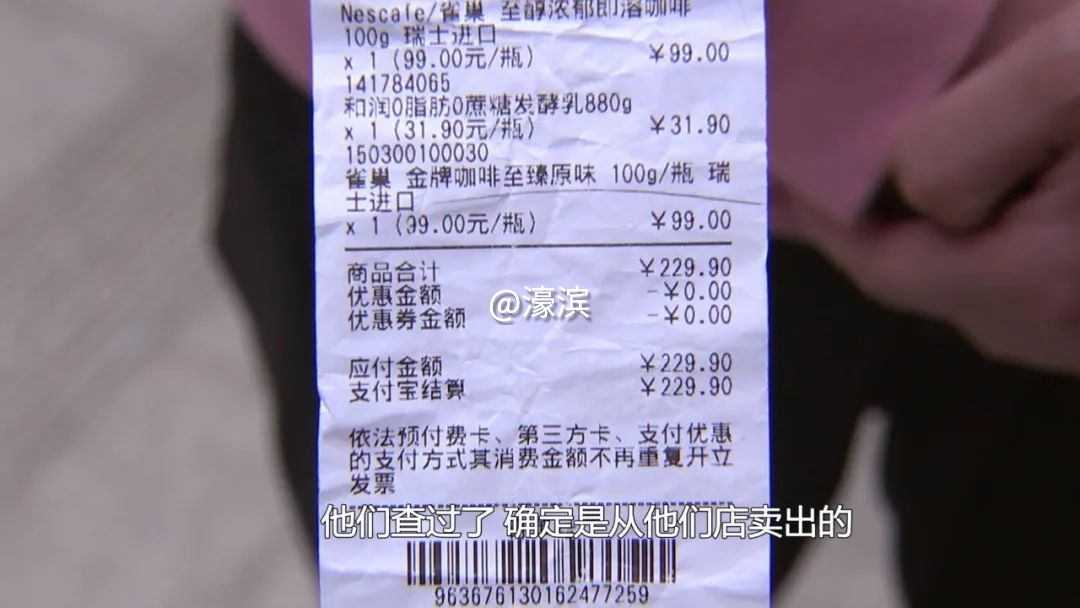 Nescafe/雀巢 至醇浓郁即溶咖啡
100g 瑞士进口
x 1 (99.00元/瓶) ￥99.00
141784065
和润0脂肪0蔗糖发酵乳880g
x 1 (31.90元/瓶) ￥31.90
150300100030
雀巢 金牌咖啡至臻原味 100g/瓶 瑞
士进口
x 1 (99.00元/瓶) ￥99.00
商品合计 ￥229.90
优惠金额 -￥0.00
@濠滨
优惠券金额 -￥0.00
应付金额 ￥229.90
支付宝结算 ￥229.90
依法预付费卡、第三方卡、支付优惠
的支付方式其消费金额不再重复开立
发票
他们查过了 确定是从他们店卖出的
963676130162477259